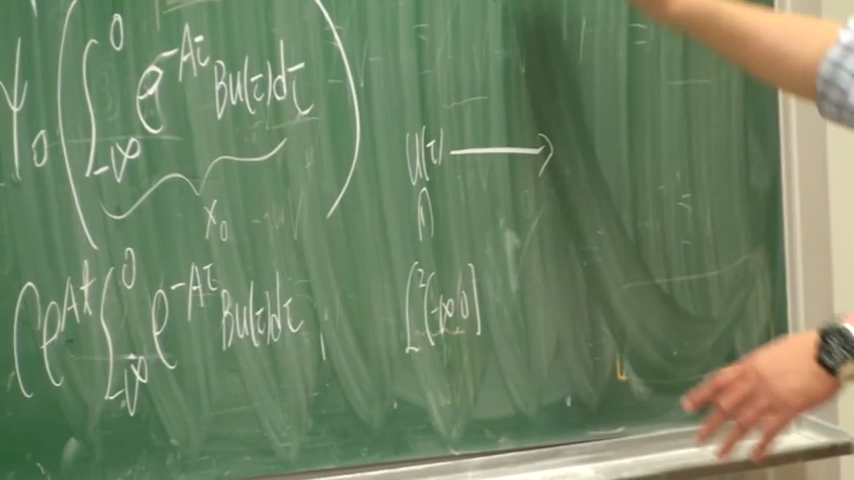 Ψ₀ ( ∫_{-∞}^{0} e^{-Aτ} Bu(τ)dτ )
x₀
u(τ) ⟶
∩
Ce^{At} ∫_{-∞}^{0} e^{-Aτ} Bu(τ)dτ
L²(-∞ 0]